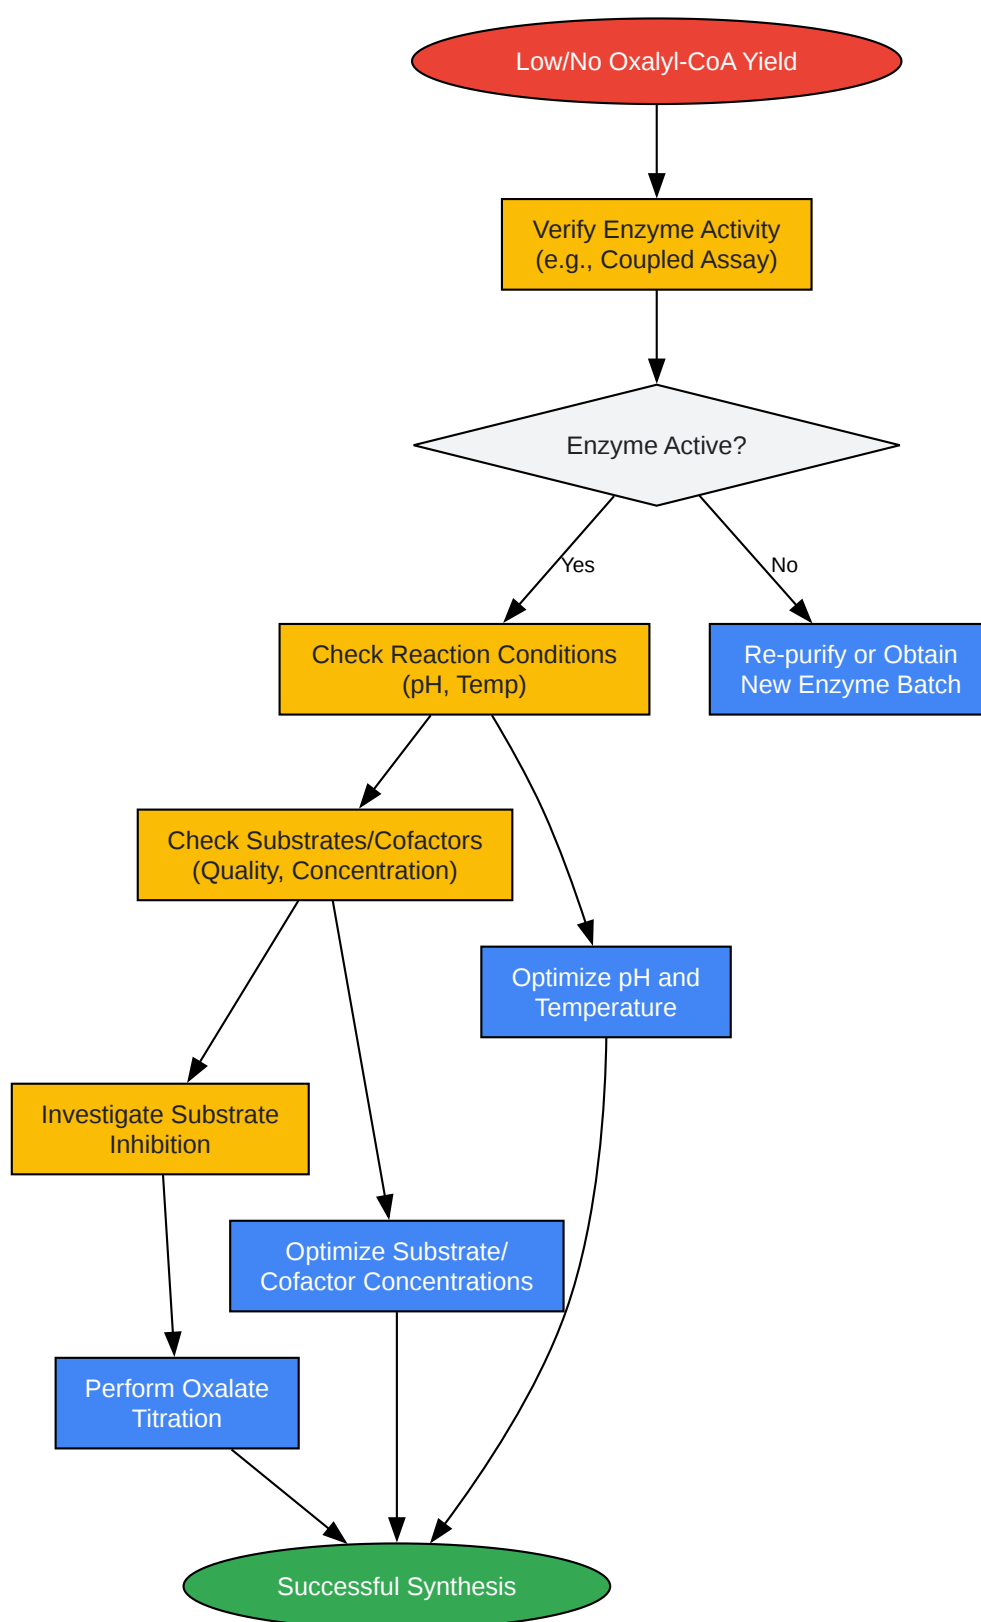 Low/No Oxalyl-CoA Yield
Verify Enzyme Activity
(e.g., Coupled Assay)
Enzyme Active?
Yes
No
Check Reaction Conditions
(pH, Temp)
Re-purify or Obtain
New Enzyme Batch
Check Substrates/Cofactors
(Quality, Concentration)
Optimize pH and
Temperature
Investigate Substrate
Inhibition
Optimize Substrate/
Cofactor Concentrations
Perform Oxalate
Titration
Successful Synthesis